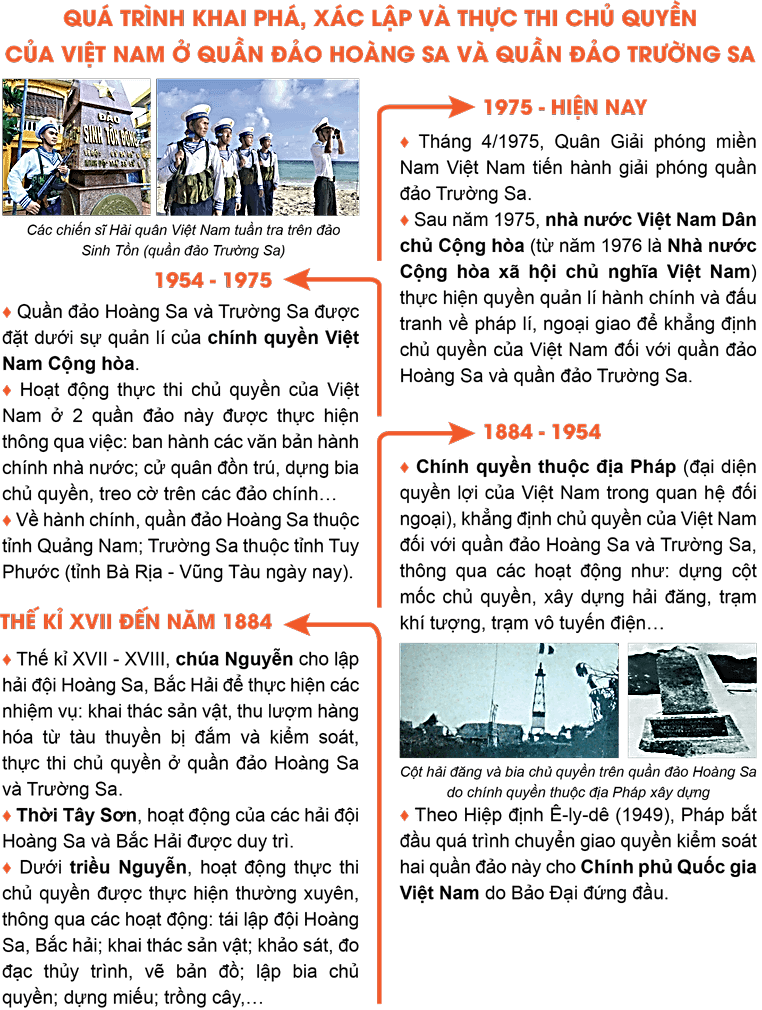 QUÁ TRÌNH KHAI PHÁ, XÁC LẬP VÀ THỰC THI CHỦ QUYỀN
CỦA VIỆT NAM Ở QUẦN ĐẢO HOÀNG SA VÀ QUẦN ĐẢO TRƯỜNG SA
ĐẢO
SINH TỒN ĐÔNG
Các chiến sĩ Hải quân Việt Nam tuần tra trên đảo
Sinh Tồn (quần đảo Trường Sa)
1975 - HIỆN NAY
♦ Tháng 4/1975, Quân Giải phóng miền
Nam Việt Nam tiến hành giải phóng quần
đảo Trường Sa.
♦ Sau năm 1975, nhà nước Việt Nam Dân
chủ Cộng hòa (từ năm 1976 là Nhà nước
Cộng hòa xã hội chủ nghĩa Việt Nam)
thực hiện quyền quản lí hành chính và đấu
tranh về pháp lí, ngoại giao để khẳng định
chủ quyền của Việt Nam đối với quần đảo
Hoàng Sa và quần đảo Trường Sa.
1954 - 1975
♦ Quần đảo Hoàng Sa và Trường Sa được
đặt dưới sự quản lí của chính quyền Việt
Nam Cộng hòa.
♦ Hoạt động thực thi chủ quyền của Việt
Nam ở 2 quần đảo này được thực hiện
thông qua việc: ban hành các văn bản hành
chính nhà nước; cử quân đồn trú, dựng bia
chủ quyền, treo cờ trên các đảo chính…
♦ Về hành chính, quần đảo Hoàng Sa thuộc
tỉnh Quảng Nam; Trường Sa thuộc tỉnh Tuy
Phước (tỉnh Bà Rịa - Vũng Tàu ngày nay).
1884 - 1954
♦ Chính quyền thuộc địa Pháp (đại diện
quyền lợi của Việt Nam trong quan hệ đối
ngoại), khẳng định chủ quyền của Việt Nam
đối với quần đảo Hoàng Sa và Trường Sa,
thông qua các hoạt động như: dựng cột
mốc chủ quyền, xây dựng hải đăng, trạm
khí tượng, trạm vô tuyến điện…
Cột hải đăng và bia chủ quyền trên quần đảo Hoàng Sa
do chính quyền thuộc địa Pháp xây dựng
♦ Theo Hiệp định Ê-ly-dê (1949), Pháp bắt
đầu quá trình chuyển giao quyền kiểm soát
hai quần đảo này cho Chính phủ Quốc gia
Việt Nam do Bảo Đại đứng đầu.
THẾ KỈ XVII ĐẾN NĂM 1884
♦ Thế kỉ XVII - XVIII, chúa Nguyễn cho lập
hải đội Hoàng Sa, Bắc Hải để thực hiện các
nhiệm vụ: khai thác sản vật, thu lượm hàng
hóa từ tàu thuyền bị đắm và kiểm soát,
thực thi chủ quyền ở quần đảo Hoàng Sa
và Trường Sa.
♦ Thời Tây Sơn, hoạt động của các hải đội
Hoàng Sa và Bắc Hải được duy trì.
♦ Dưới triều Nguyễn, hoạt động thực thi
chủ quyền được thực hiện thường xuyên,
thông qua các hoạt động: tái lập đội Hoàng
Sa, Bắc hải; khai thác sản vật; khảo sát, đo
đạc thủy trình, vẽ bản đồ; lập bia chủ
quyền; dựng miếu; trồng cây,…